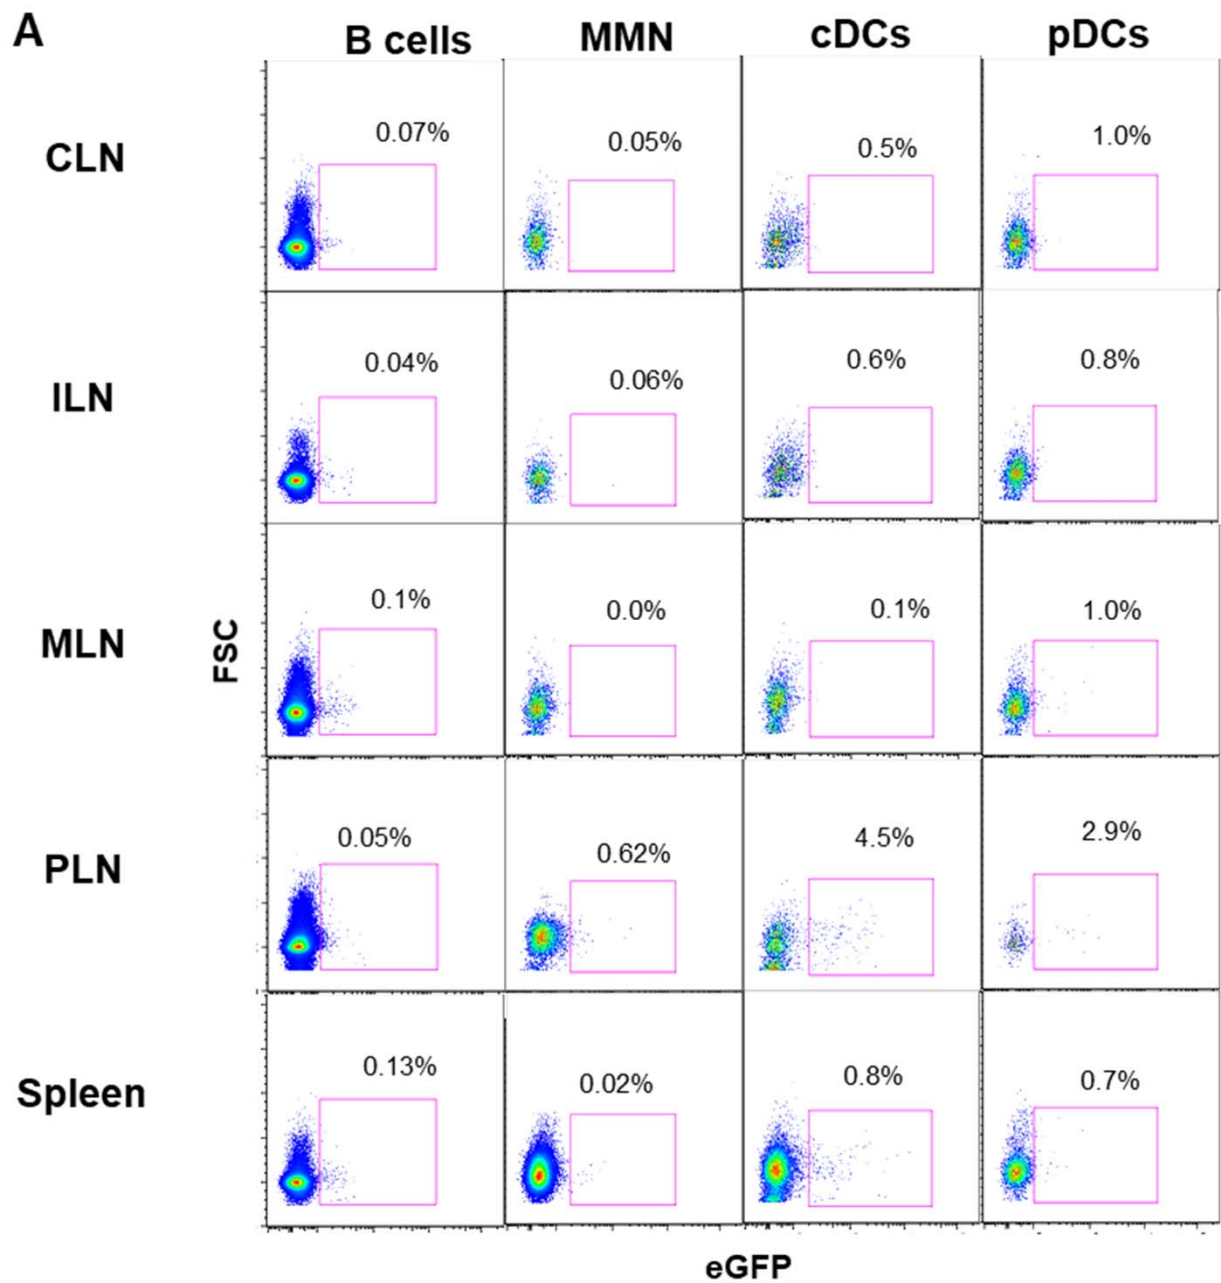 A
B cells MMN cDCs pDCs
CLN 0.07% 0.05% 0.5% 1.0%
ILN 0.04% 0.06% 0.6% 0.8%
MLN 0.1% 0.0% 0.1% 1.0%
FSC
PLN 0.05% 0.62% 4.5% 2.9%
Spleen 0.13% 0.02% 0.8% 0.7%
eGFP